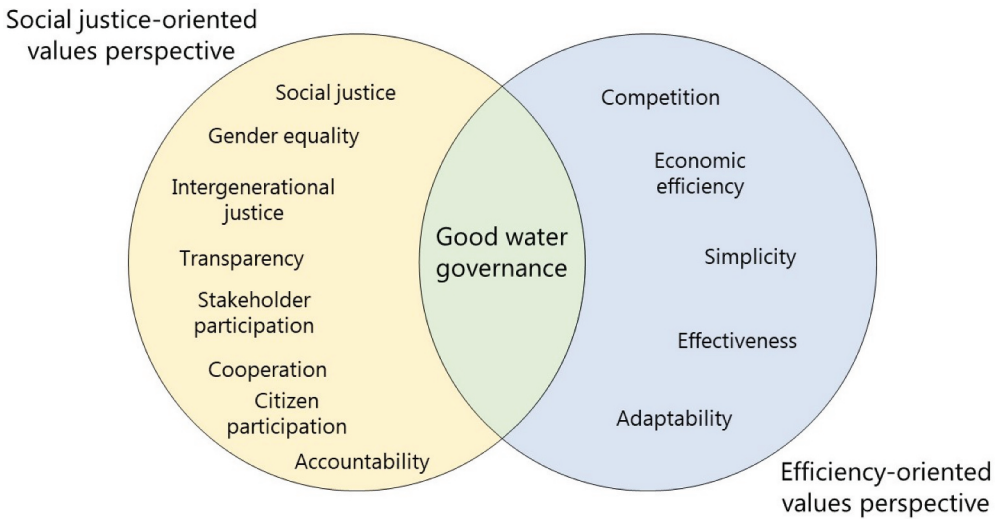 Social justice-oriented
values perspective
Social justice
Gender equality
Intergenerational
justice
Transparency
Stakeholder
participation
Cooperation
Citizen
participation
Accountability
Good water
governance
Competition
Economic
efficiency
Simplicity
Effectiveness
Adaptability
Efficiency-oriented
values perspective